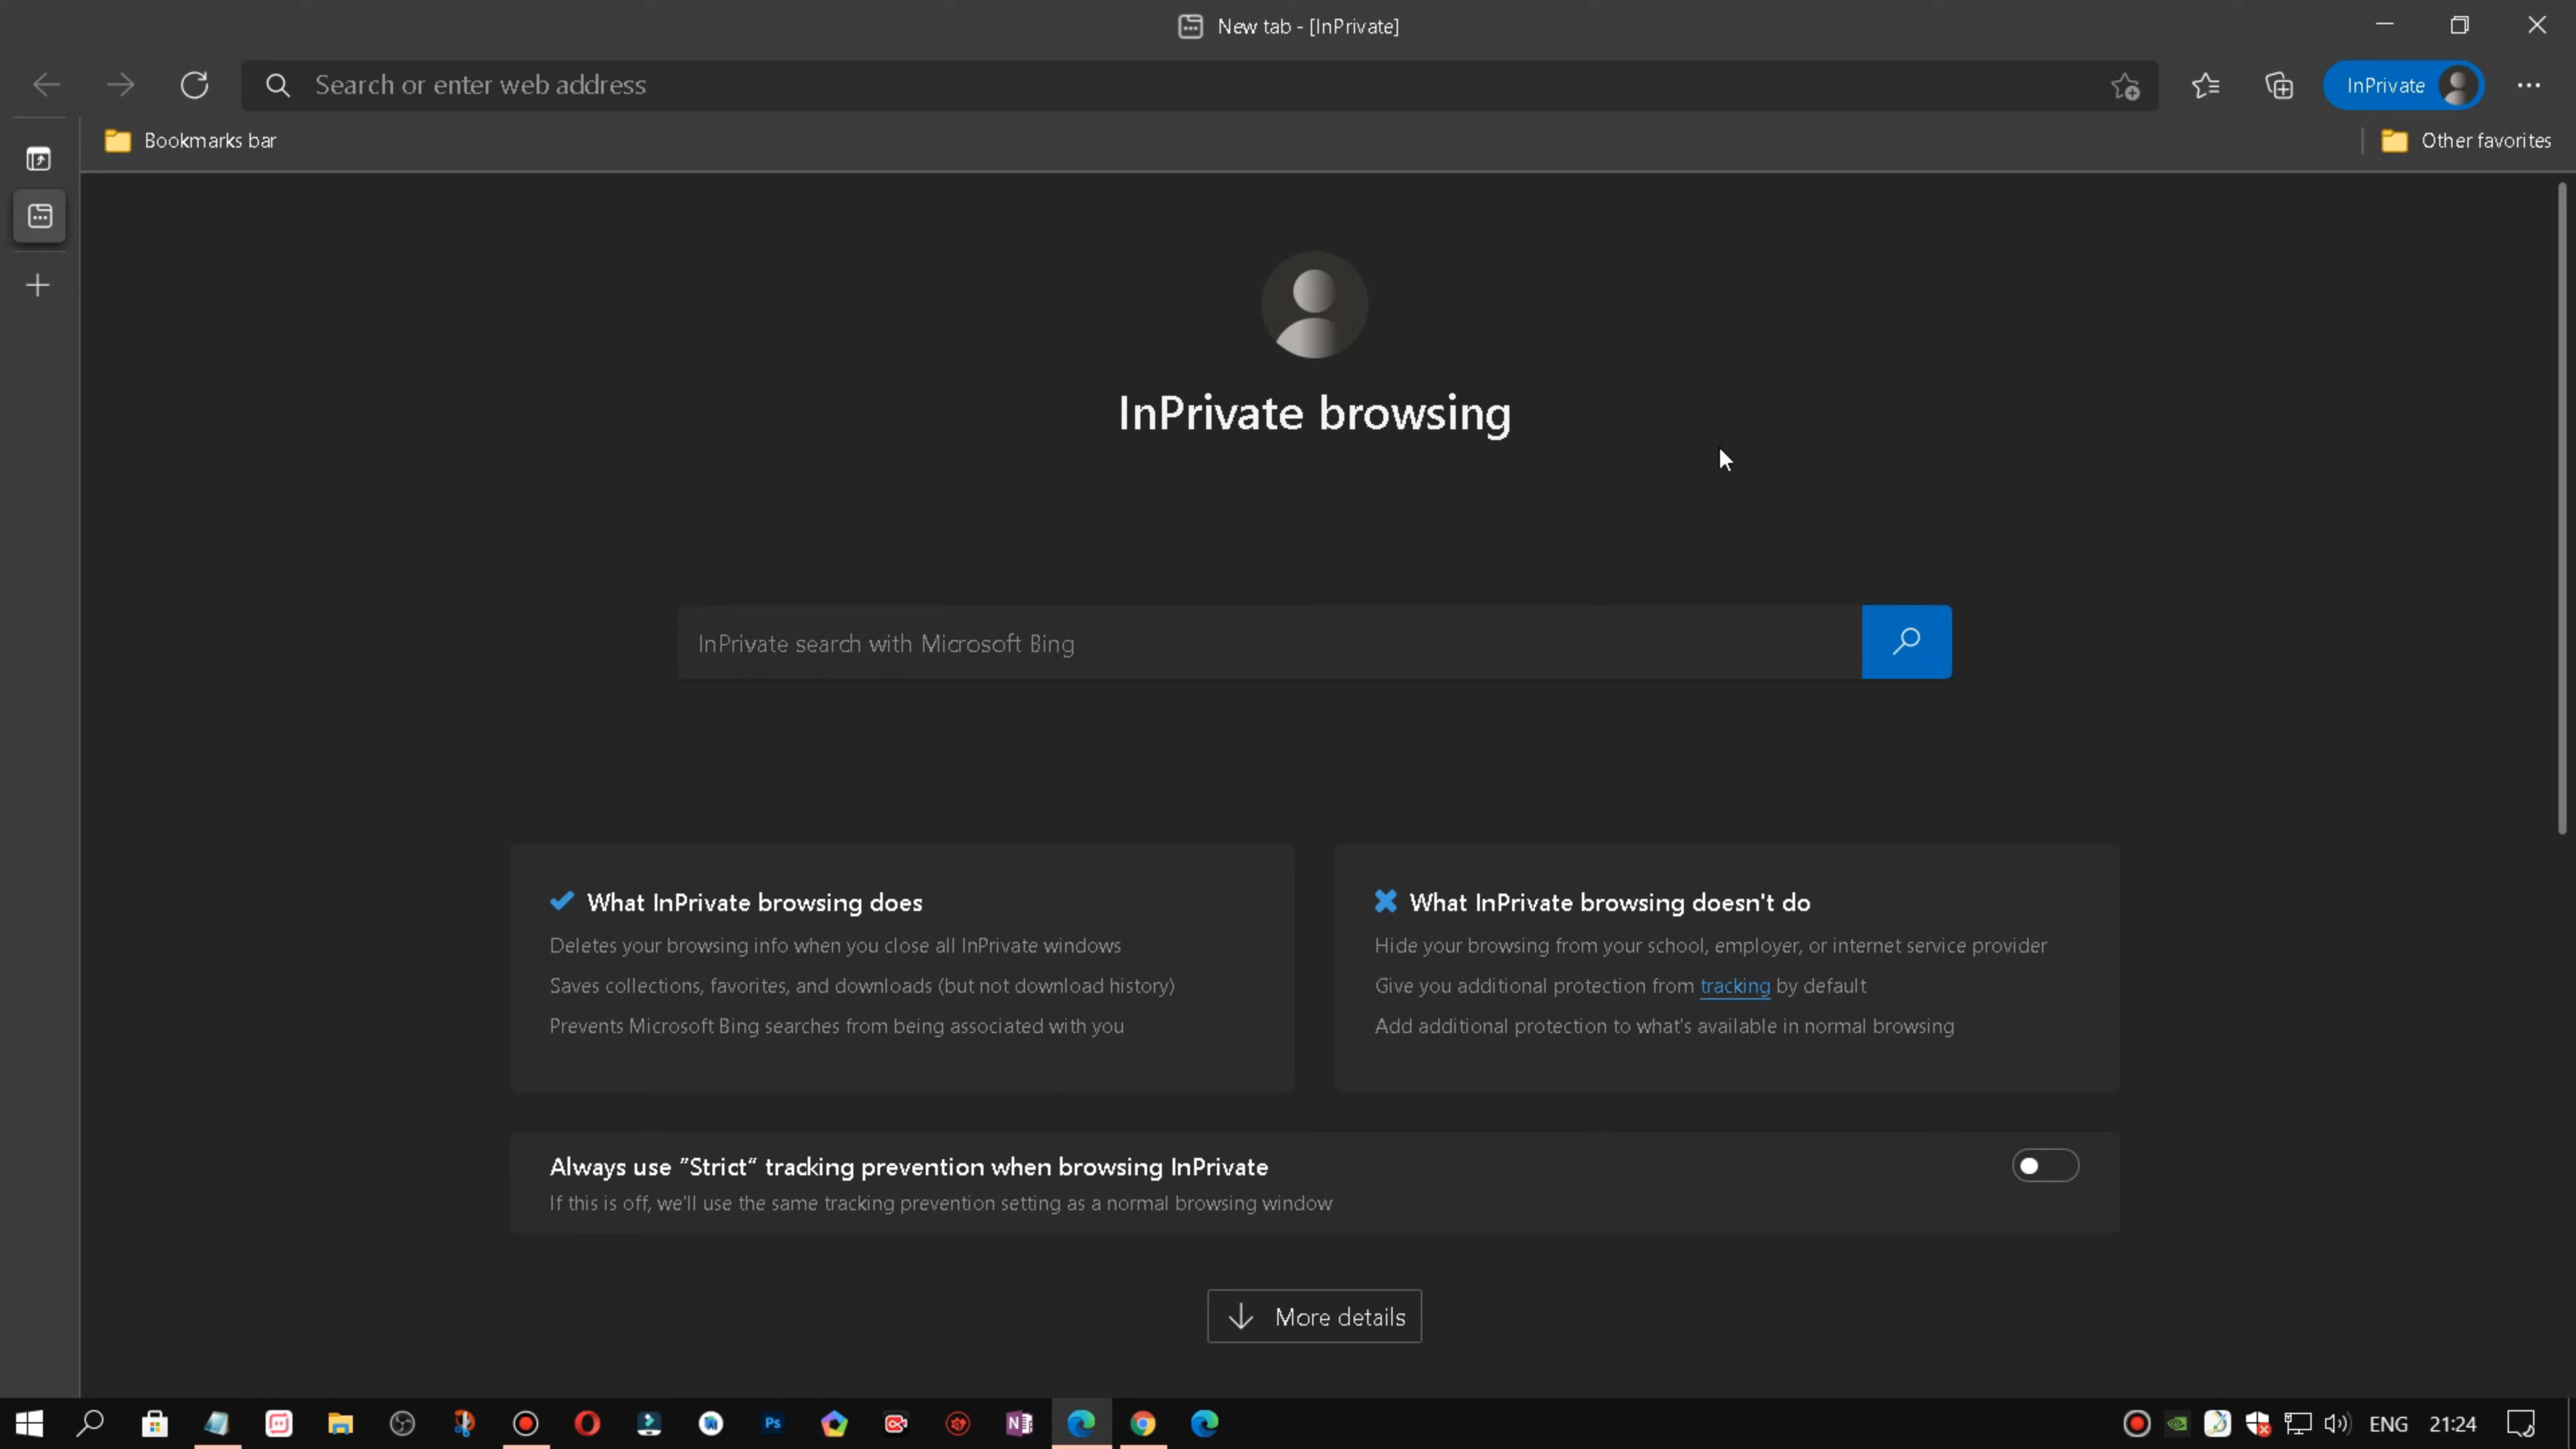 New tab - [InPrivate]
Search or enter web address
InPrivate
Bookmarks bar
Other favorites
InPrivate browsing
InPrivate search with Microsoft Bing
What InPrivate browsing does
Deletes your browsing info when you close all InPrivate windows
Saves collections, favorites, and downloads (but not download history)
Prevents Microsoft Bing searches from being associated with you
What InPrivate browsing doesn't do
Hide your browsing from your school, employer, or internet service provider
Give you additional protection from tracking by default
Add additional protection to what's available in normal browsing
Always use "Strict" tracking prevention when browsing InPrivate
If this is off, we'll use the same tracking prevention setting as a normal browsing window
More details
Ps
N
ENG
21:24